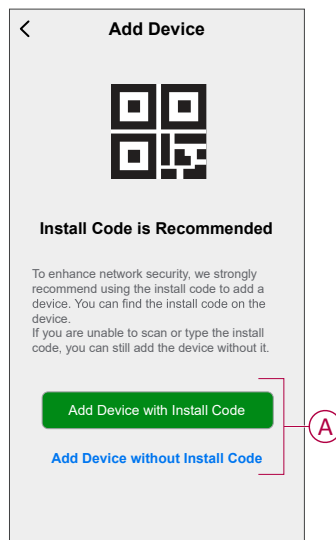 Add Device
Install Code is Recommended
To enhance network security, we strongly
recommend using the install code to add a
device. You can find the install code on the
device.
If you are unable to scan or type the install
code, you can still add the device without it.
Add Device with Install Code
A
Add Device without Install Code